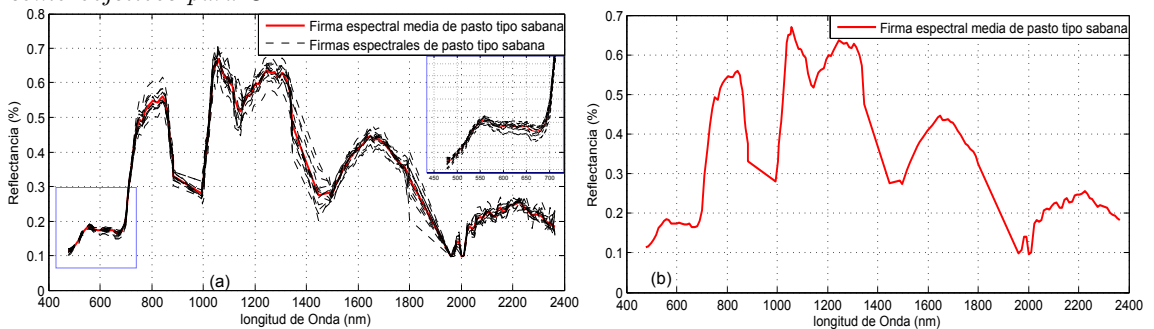 Firma espectral media de pasto tipo sabana
Firmas espectrales de pasto tipo sabana
Reflectancia (%)
0.8
0.7
0.6
0.5
0.4
0.3
0.2
0.1
0
450 500 550 600 650 700
(a)
400 600 800 1000 1200 1400 1600 1800 2000 2200 2400
longitud de Onda (nm)
Firma espectral media de pasto tipo sabana
Reflectancia (%)
0.7
0.6
0.5
0.4
0.3
0.2
0.1
0
(b)
400 600 800 1000 1200 1400 1600 1800 2000 2200 2400
longitud de Onda (nm)